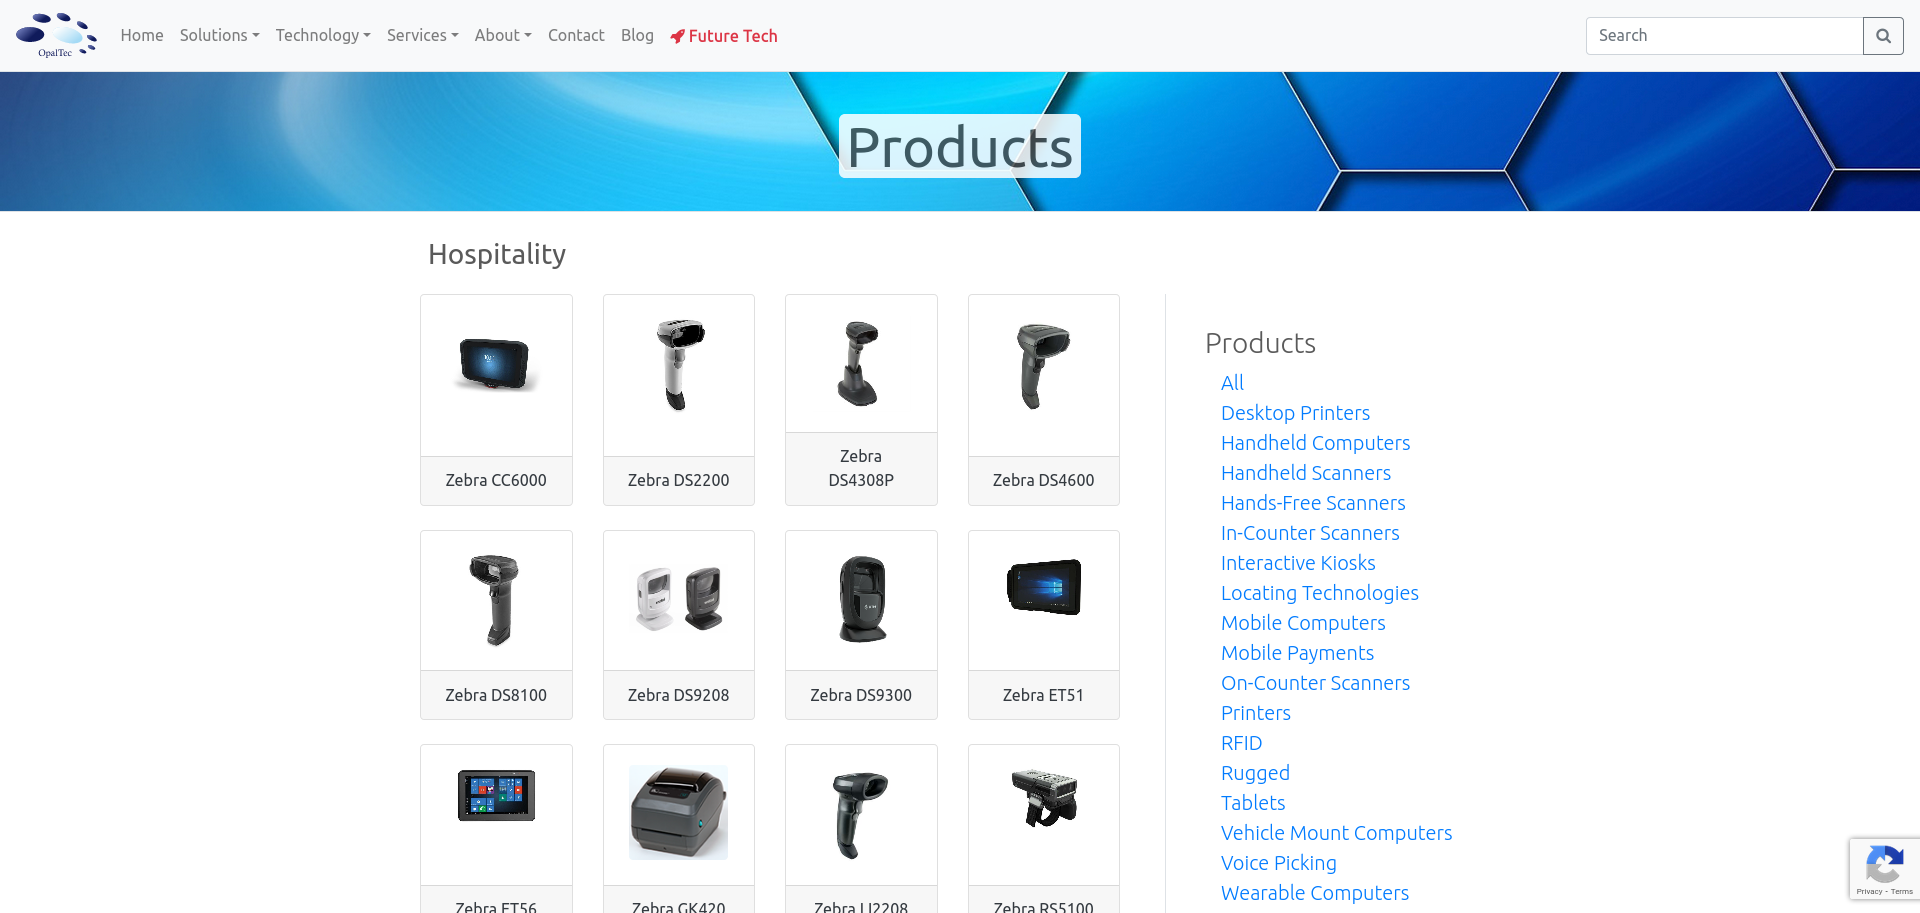 OpalTec
Home Solutions Technology Services About Contact Blog Future Tech
Search
Products
Hospitality
Zebra CC6000
Zebra DS2200
Zebra
DS4308P
Zebra DS4600
Zebra DS8100
Zebra DS9208
Zebra DS9300
Zebra ET51
Zebra ET56
Zebra GK420
Zebra LI2208
Zebra RS5100
Products
All
Desktop Printers
Handheld Computers
Handheld Scanners
Hands-Free Scanners
In-Counter Scanners
Interactive Kiosks
Locating Technologies
Mobile Computers
Mobile Payments
On-Counter Scanners
Printers
RFID
Rugged
Tablets
Vehicle Mount Computers
Voice Picking
Wearable Computers
Privacy - Terms